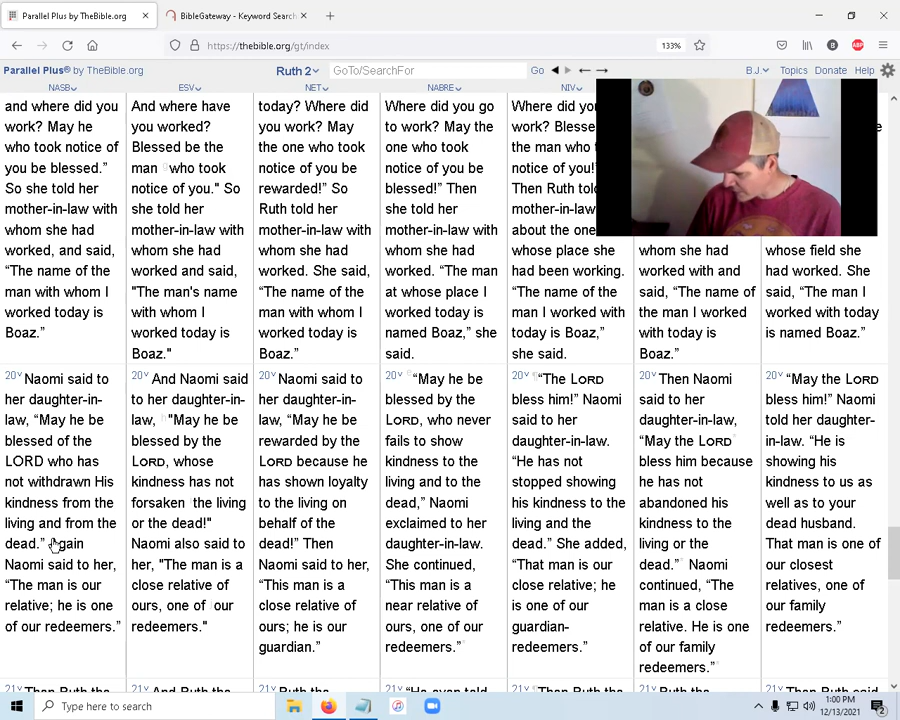 Parallel Plus by TheBible.org
BibleGateway - Keyword Search
https://thebible.org/gt/index
133%
Parallel Plus® by TheBible.org
Ruth 2
GoTo/SearchFor
Go
B.J.
Topics
Donate
Help
NASB
ESV
NET
NABRE
NIV
and where did you
work? May he
who took notice of
you be blessed.”
So she told her
mother-in-law with
whom she had
worked, and said,
“The name of the
man with whom I
worked today is
Boaz.”
And where have
you worked?
Blessed be the
man who took
notice of you." So
she told her
mother-in-law with
whom she had
worked and said,
"The man's name
with whom I
worked today is
Boaz."
today? Where did
you work? May
the one who took
notice of you be
rewarded!” So
Ruth told her
mother-in-law with
whom she had
worked. She said,
“The name of the
man with whom I
worked today is
Boaz.”
Where did you go
to work? May the
one who took
notice of you be
blessed!” Then
she told her
mother-in-law with
whom she had
worked. “The man
at whose place I
worked today is
named Boaz,” she
said.
Where did you
work? Blesse
the man who
notice of you!
Then Ruth told
her mother-in-law
about the one
whose place she
had been working.
“The name of the
man I worked with
today is Boaz,”
she said.
whom she had
worked with and
said, “The name of
the man I worked
with today is
Boaz.”
whose field she
had worked. She
said, “The man I
worked with today
is named Boaz.”
20 Naomi said to
her daughter-in-
law, “May he be
blessed of the
LORD who has
not withdrawn His
kindness from the
living and from the
dead.” Again
Naomi said to her,
“The man is our
relative; he is one
of our redeemers.”
20 And Naomi said
to her daughter-in-
law, "May he be
blessed by the
LORD, whose
kindness has not
forsaken the living
or the dead!"
Naomi also said to
her, "The man is a
close relative of
ours, one of our
redeemers."
20 Naomi said to
her daughter-in-
law, “May he be
rewarded by the
LORD because he
has shown loyalty
to the living on
behalf of the
dead!” Then
Naomi said to her,
“This man is a
close relative of
ours; he is our
guardian.”
20 “May he be
blessed by the
LORD, who never
fails to show
kindness to the
living and to the
dead,” Naomi
exclaimed to her
daughter-in-law.
She continued,
“This man is a
near relative of
ours, one of our
redeemers.”
20 “The LORD
bless him!” Naomi
said to her
daughter-in-law.
“He has not
stopped showing
his kindness to the
living and the
dead.” She added,
“That man is our
close relative; he
is one of our
guardian-
redeemers.”
20 Then Naomi
said to her
daughter-in-law,
“May the LORD
bless him because
he has not
abandoned his
kindness to the
living or the
dead.” Naomi
continued, “The
man is a close
relative. He is one
of our family
redeemers.”
20 “May the LORD
bless him!” Naomi
told her daughter-
in-law. “He is
showing his
kindness to us as
well as to your
dead husband.
That man is one of
our closest
relatives, one of
our family
redeemers.”
21 Then Ruth the
21 And Ruth the
21 Ruth the
21 “He even told
21 Then Ruth the
Type here to search
1:00 PM
12/13/2021